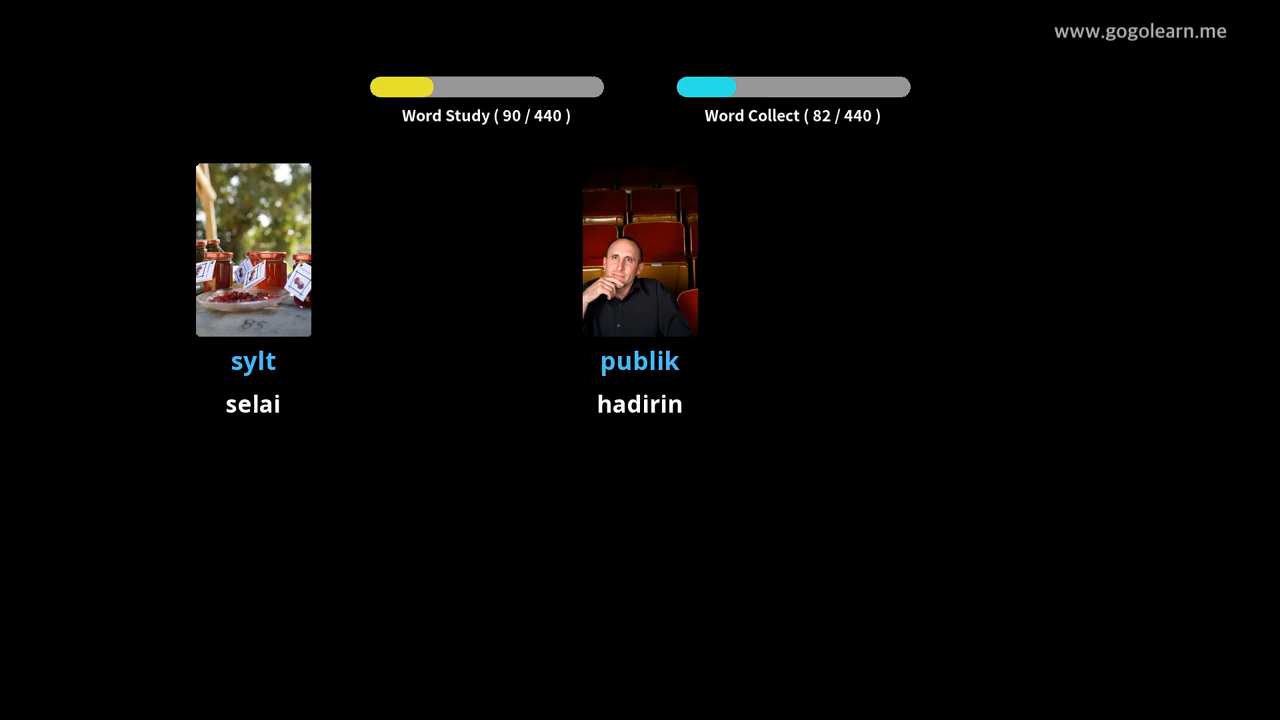 www.gogolearn.me
Word Study ( 90 / 440 )
Word Collect ( 82 / 440 )
sylt
selai
publik
hadirin